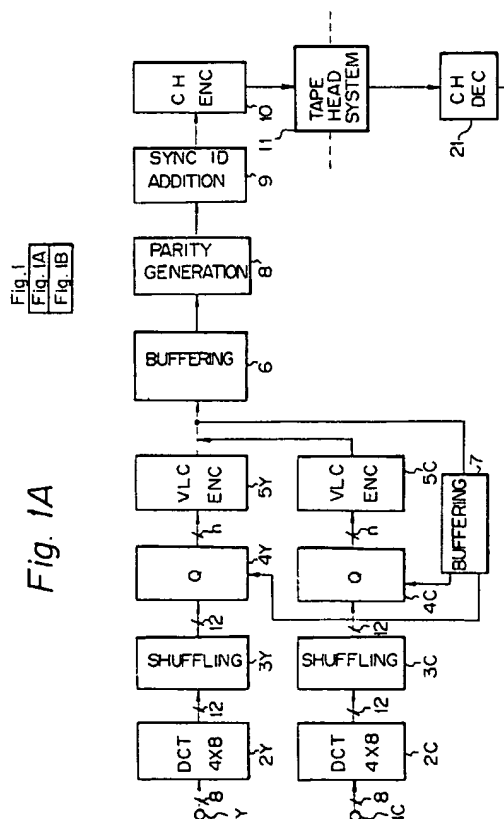 Fig. 1
Fig. 1A
Fig. 1B
Fig. 1A
8
1Y
DCT
4X8
2Y
12
SHUFFLING
3Y
12
Q
4Y
n
VLC
ENC
5Y
BUFFERING
6
PARITY
GENERATION
8
SYNC ID
ADDITION
9
CH
ENC
10
TAPE
HEAD
SYSTEM
11
CH
DEC
21
8
1C
DCT
4X8
2C
12
SHUFFLING
3C
12
Q
4C
n
VLC
ENC
5C
BUFFERING
7